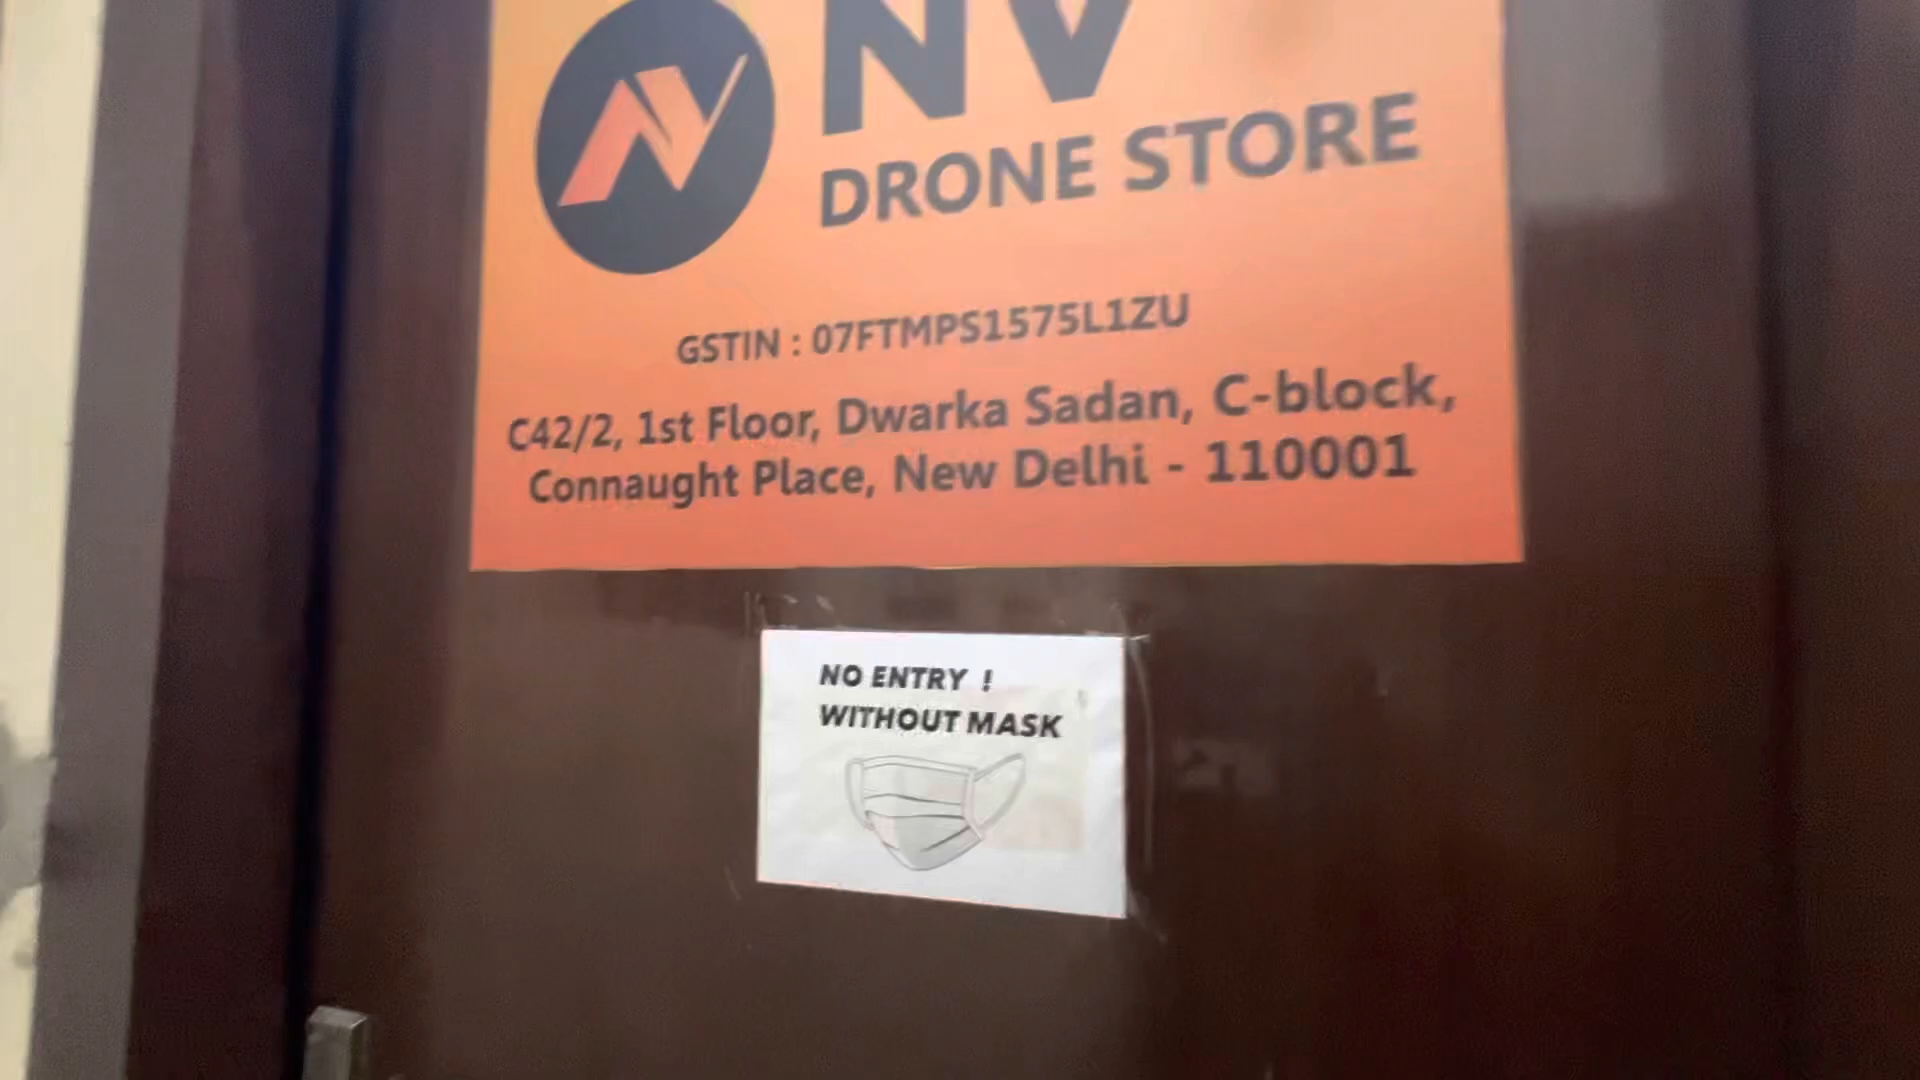 NV
DRONE STORE
GSTIN : 07FTMPS1575L1ZU
C42/2, 1st Floor, Dwarka Sadan, C-block,
Connaught Place, New Delhi - 110001
NO ENTRY !
WITHOUT MASK